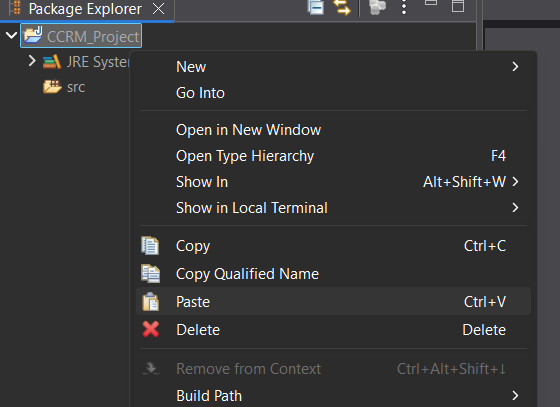 Package Explorer
CCRM_Project
JRE System
src
New
Go Into
Open in New Window
Open Type Hierarchy F4
Show In Alt+Shift+W
Show in Local Terminal
Copy Ctrl+C
Copy Qualified Name
Paste Ctrl+V
Delete Delete
Remove from Context Ctrl+Alt+Shift+↓
Build Path